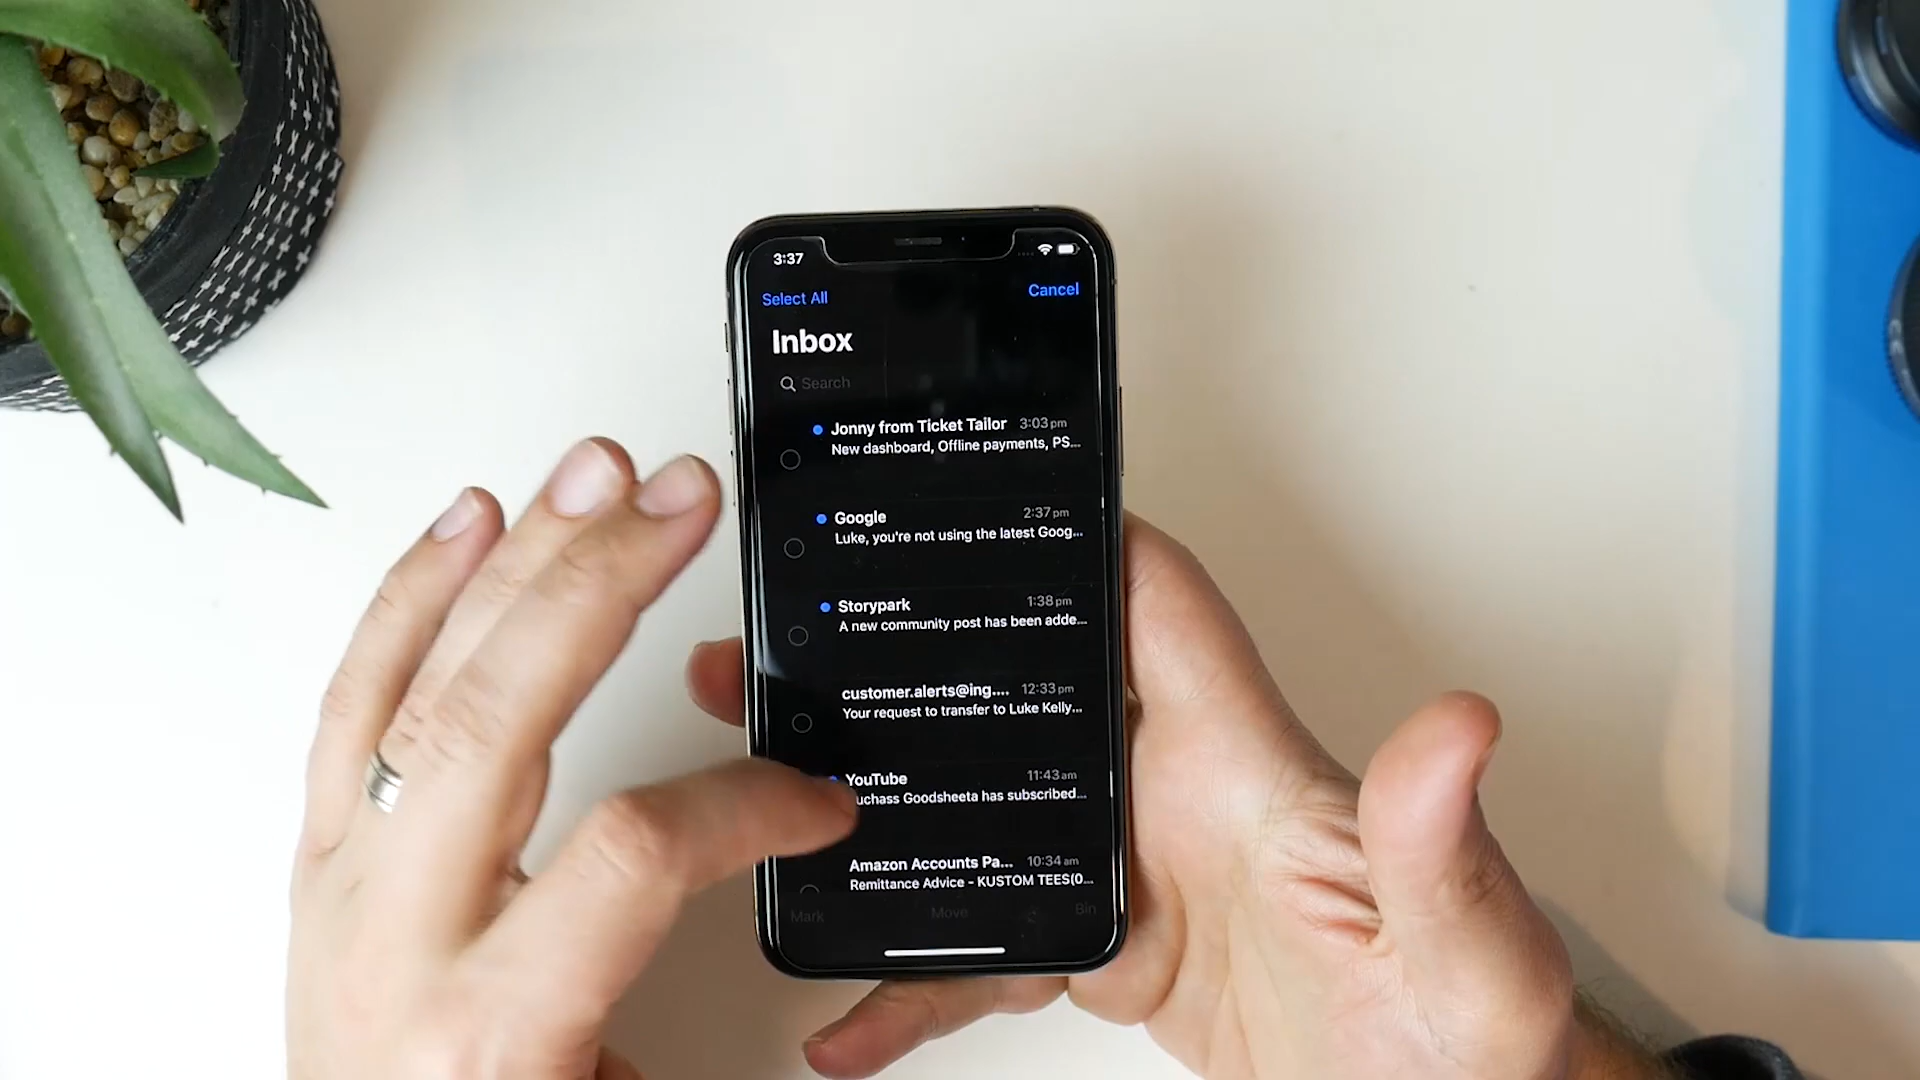 3:37
Select All
Cancel
Inbox
Search
Jonny from Ticket Tailor 3:03 pm
New dashboard, Offline payments, PS...
Google 2:37 pm
Luke, you're not using the latest Goog...
Storypark 1:38 pm
A new community post has been adde...
customer.alerts@ing.... 12:33 pm
Your request to transfer to Luke Kelly...
YouTube 11:43 am
uchass Goodsheeta has subscribed...
Amazon Accounts Pa... 10:34 am
Remittance Advice - KUSTOM TEES(0...
Mark Move Bin